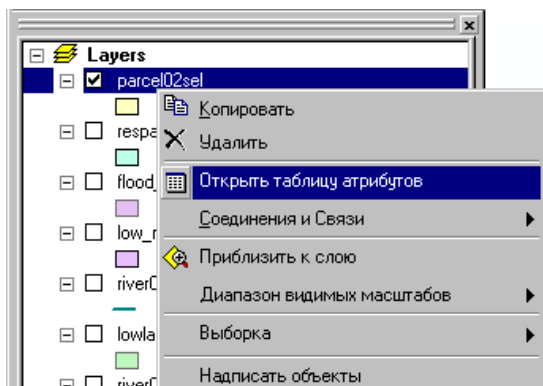 Layers
parcel02sel
respa
Копировать
Удалить
flood_
Открыть таблицу атрибутов
low_r
Соединения и Связи
Приблизить к слою
river0
Диапазон видимых масштабов
lowla
Выборка
river0
Надписать объекты